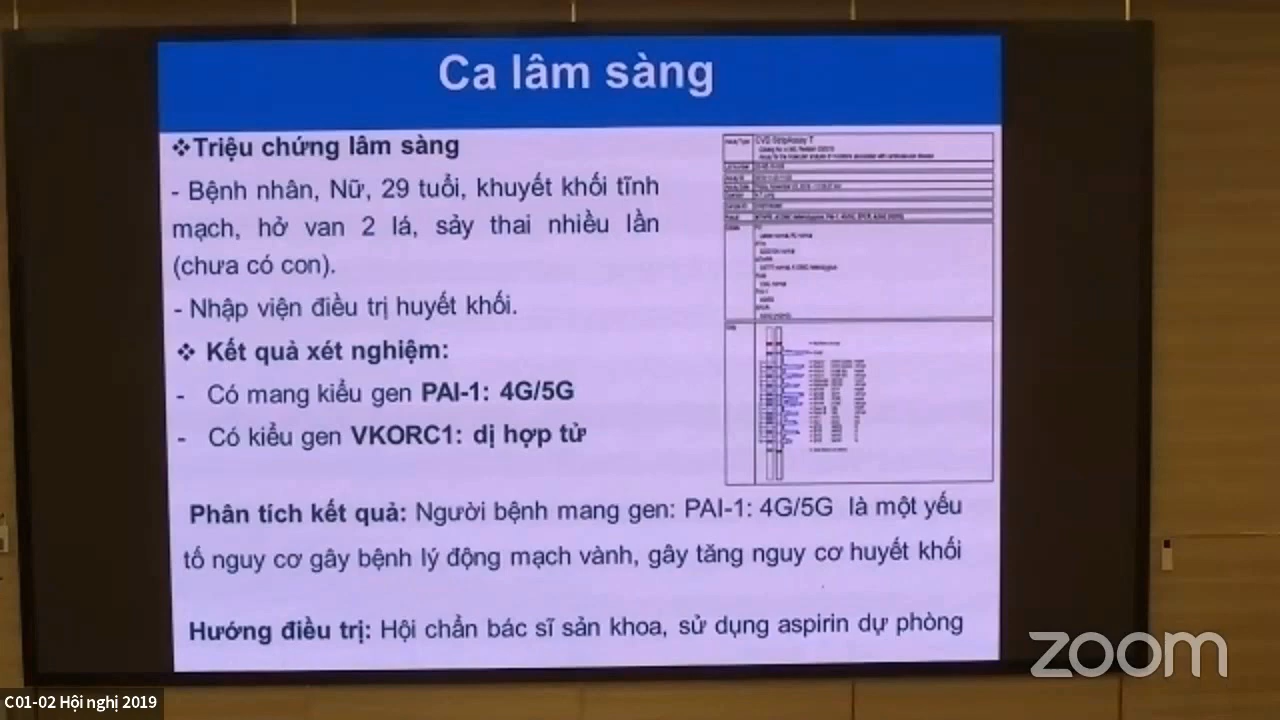 Ca lâm sàng
❖Triệu chứng lâm sàng
- Bệnh nhân, Nữ, 29 tuổi, khuyết khối tĩnh
mạch, hở van 2 lá, sảy thai nhiều lần
(chưa có con).
- Nhập viện điều trị huyết khối.
❖ Kết quả xét nghiệm:
- Có mang kiểu gen PAI-1: 4G/5G
- Có kiểu gen VKORC1: dị hợp tử
Phân tích kết quả: Người bệnh mang gen: PAI-1: 4G/5G là một yếu
tố nguy cơ gây bệnh lý động mạch vành, gây tăng nguy cơ huyết khối
Hướng điều trị: Hội chẩn bác sĩ sản khoa, sử dụng aspirin dự phòng
CVD StripAssay T
zoom
C01-02 Hội nghị 2019